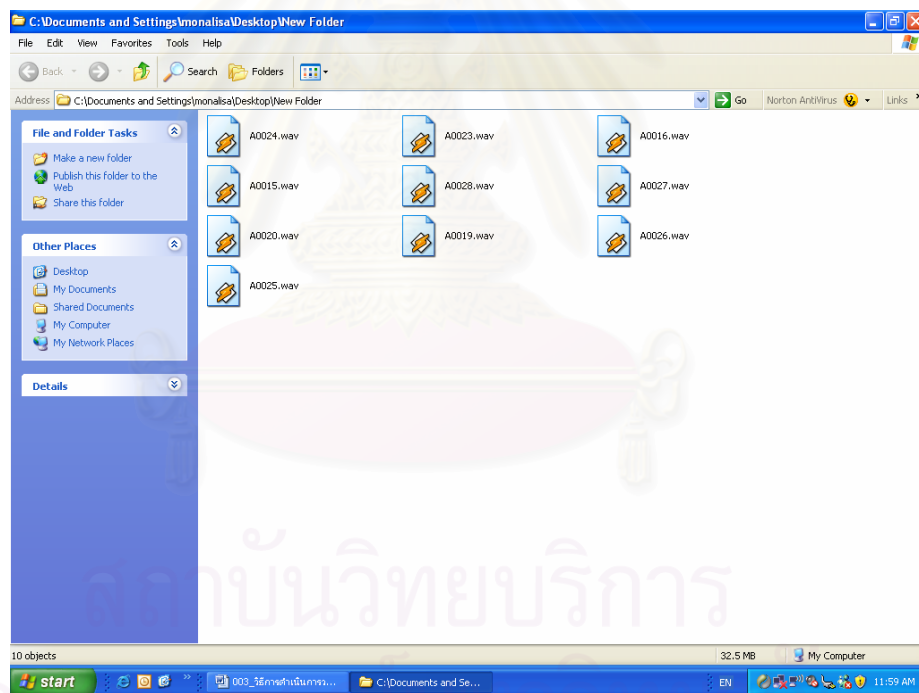 C:\Documents and Settings\monalisa\Desktop\New Folder
File Edit View Favorites Tools Help
Back Search Folders
Address C:\Documents and Settings\monalisa\Desktop\New Folder Go Norton AntiVirus Links
File and Folder Tasks
Make a new folder
Publish this folder to the
Web
Share this folder
Other Places
Desktop
My Documents
Shared Documents
My Computer
My Network Places
Details
A0024.wav A0023.wav A0016.wav
A0015.wav A0028.wav A0027.wav
A0020.wav A0019.wav A0026.wav
A0025.wav
สถาบันวิทยบริการ
10 objects 32.5 MB My Computer
start 003_วิธีการดำเนินการว... C:\Documents and Se... EN 11:59 AM